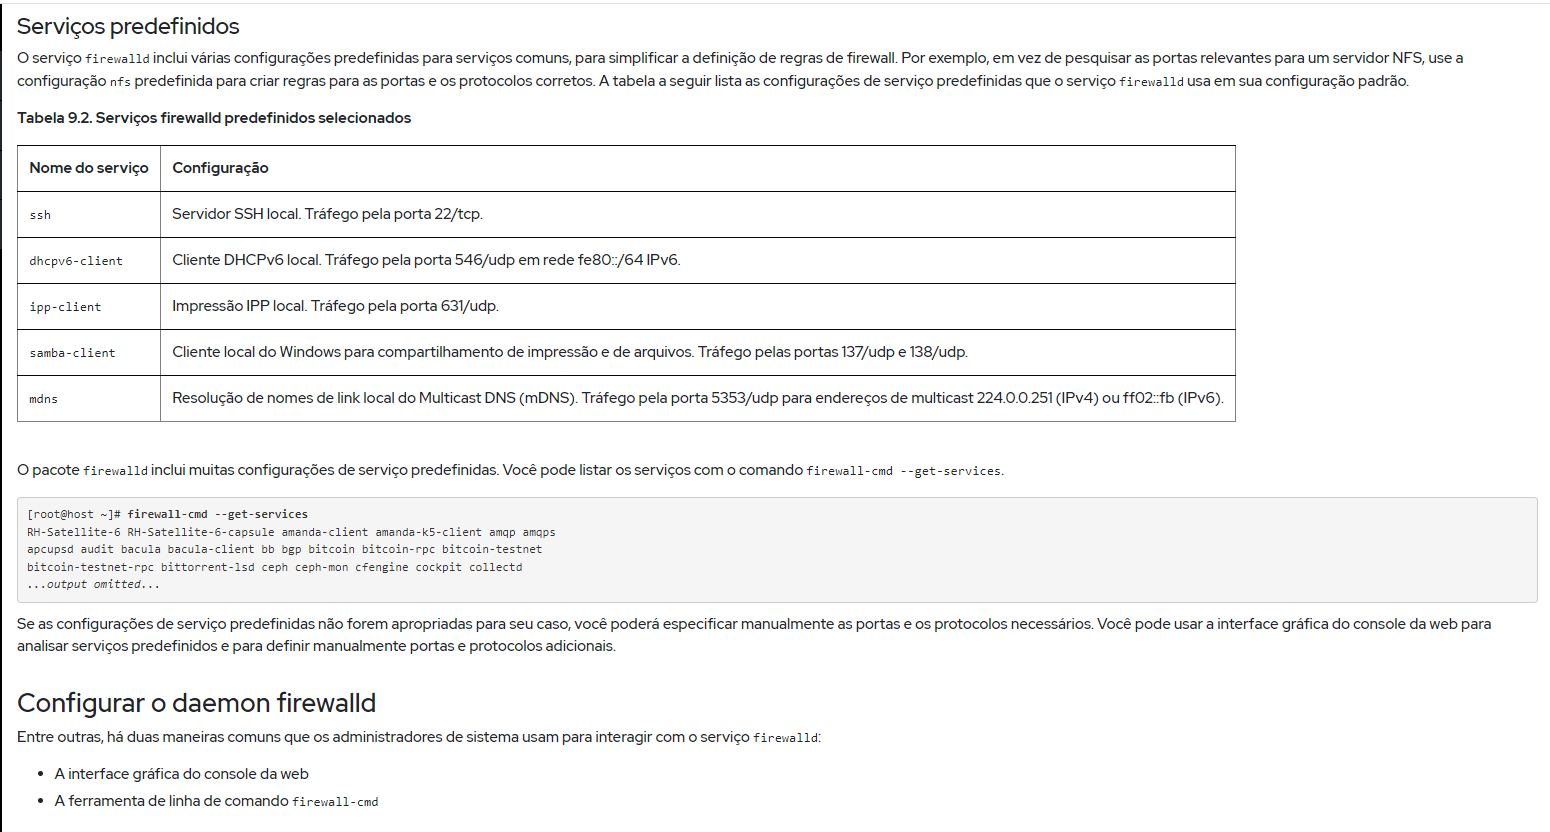 Serviços predefinidos
O serviço firewalld inclui várias configurações predefinidas para serviços comuns, para simplificar a definição de regras de firewall. Por exemplo, em vez de pesquisar as portas relevantes para um servidor NFS, use a
configuração nfs predefinida para criar regras para as portas e os protocolos corretos. A tabela a seguir lista as configurações de serviço predefinidas que o serviço firewalld usa em sua configuração padrão.
Tabela 9.2. Serviços firewalld predefinidos selecionados
Nome do serviço Configuração
ssh Servidor SSH local. Tráfego pela porta 22/tcp.
dhcpv6-client Cliente DHCPv6 local. Tráfego pela porta 546/udp em rede fe80::/64 IPv6.
ipp-client Impressão IPP local. Tráfego pela porta 631/udp.
samba-client Cliente local do Windows para compartilhamento de impressão e de arquivos. Tráfego pelas portas 137/udp e 138/udp.
mdns Resolução de nomes de link local do Multicast DNS (mDNS). Tráfego pela porta 5353/udp para endereços de multicast 224.0.0.251 (IPv4) ou ff02::fb (IPv6).
O pacote firewalld inclui muitas configurações de serviço predefinidas. Você pode listar os serviços com o comando firewall-cmd --get-services.
[root@host ~]# firewall-cmd --get-services
RH-Satellite-6 RH-Satellite-6-capsule amanda-client amanda-k5-client amqp amqps
apcupsd audit bacula bacula-client bb bgp bitcoin bitcoin-rpc bitcoin-testnet
bitcoin-testnet-rpc bittorrent-lsd ceph ceph-mon cfengine cockpit collectd
...output omitted...
Se as configurações de serviço predefinidas não forem apropriadas para seu caso, você poderá especificar manualmente as portas e os protocolos necessários. Você pode usar a interface gráfica do console da web para
analisar serviços predefinidos e para definir manualmente portas e protocolos adicionais.
Configurar o daemon firewalld
Entre outras, há duas maneiras comuns que os administradores de sistema usam para interagir com o serviço firewalld:
• A interface gráfica do console da web
• A ferramenta de linha de comando firewall-cmd